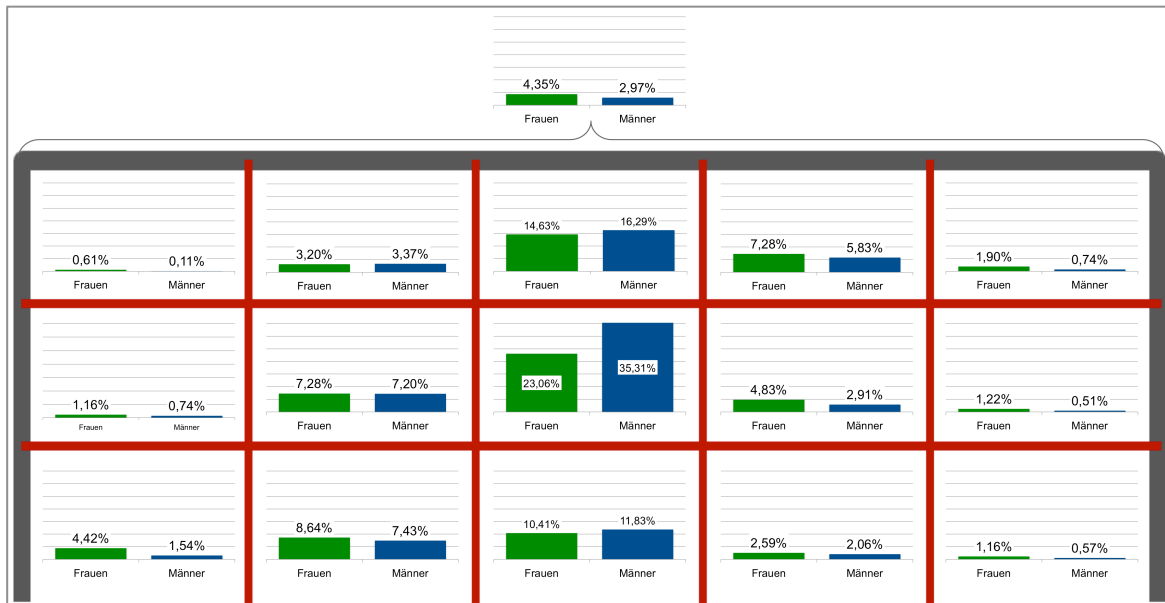 4,35% 2,97%
Frauen Männer
0,61% 0,11%
Frauen Männer
3,20% 3,37%
Frauen Männer
14,63% 16,29%
Frauen Männer
7,28% 5,83%
Frauen Männer
1,90% 0,74%
Frauen Männer
1,16% 0,74%
Frauen Männer
7,28% 7,20%
Frauen Männer
23,06% 35,31%
Frauen Männer
4,83% 2,91%
Frauen Männer
1,22% 0,51%
Frauen Männer
4,42% 1,54%
Frauen Männer
8,64% 7,43%
Frauen Männer
10,41% 11,83%
Frauen Männer
2,59% 2,06%
Frauen Männer
1,16% 0,57%
Frauen Männer